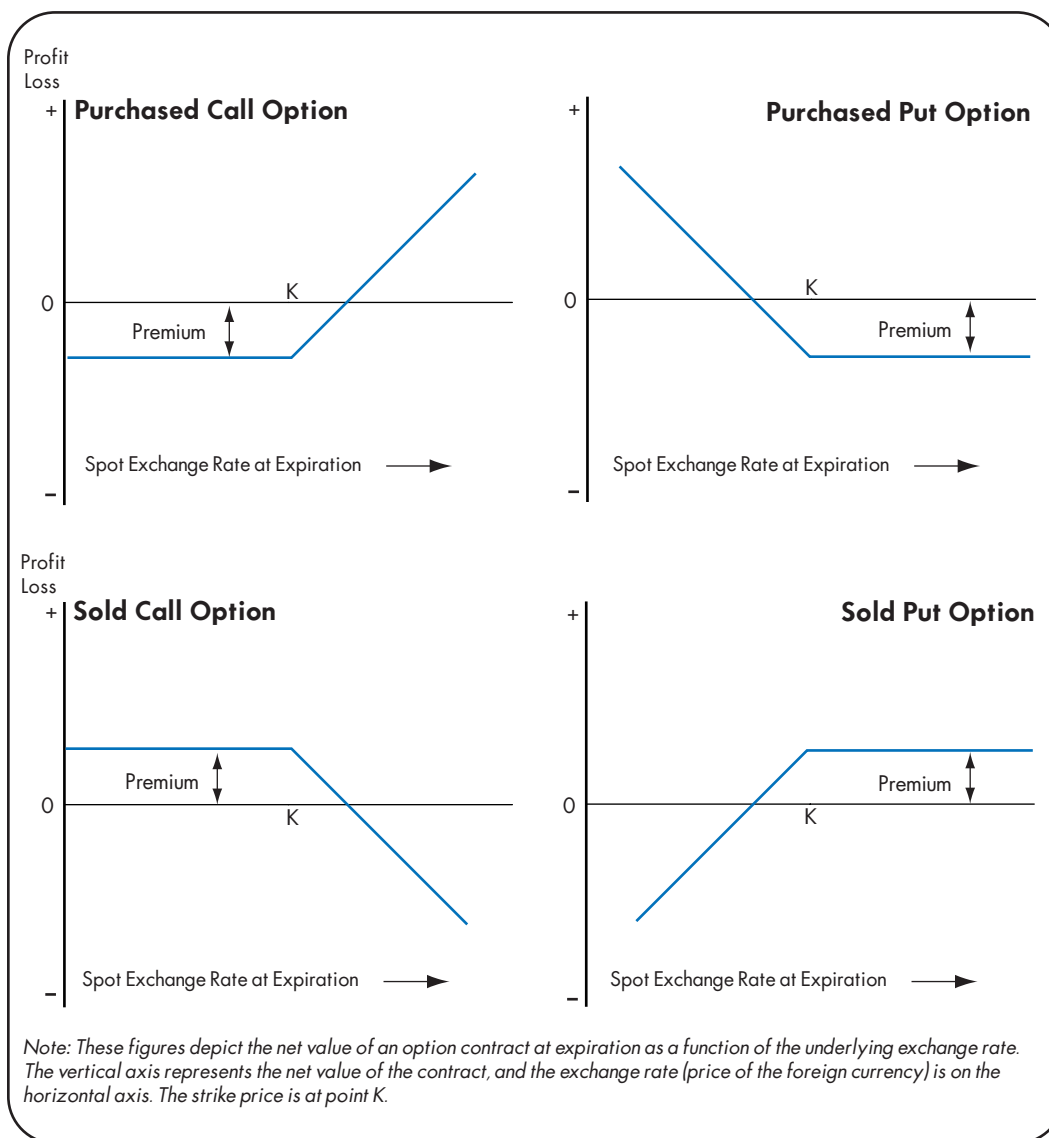 Profit
Loss
+ Purchased Call Option
K
0
Premium
Spot Exchange Rate at Expiration
–
+ Purchased Put Option
K
0
Premium
Spot Exchange Rate at Expiration
–
Profit
Loss
+ Sold Call Option
Premium
0
K
Spot Exchange Rate at Expiration
–
+ Sold Put Option
Premium
0
K
Spot Exchange Rate at Expiration
–
Note: These figures depict the net value of an option contract at expiration as a function of the underlying exchange rate.
The vertical axis represents the net value of the contract, and the exchange rate (price of the foreign currency) is on the
horizontal axis. The strike price is at point K.